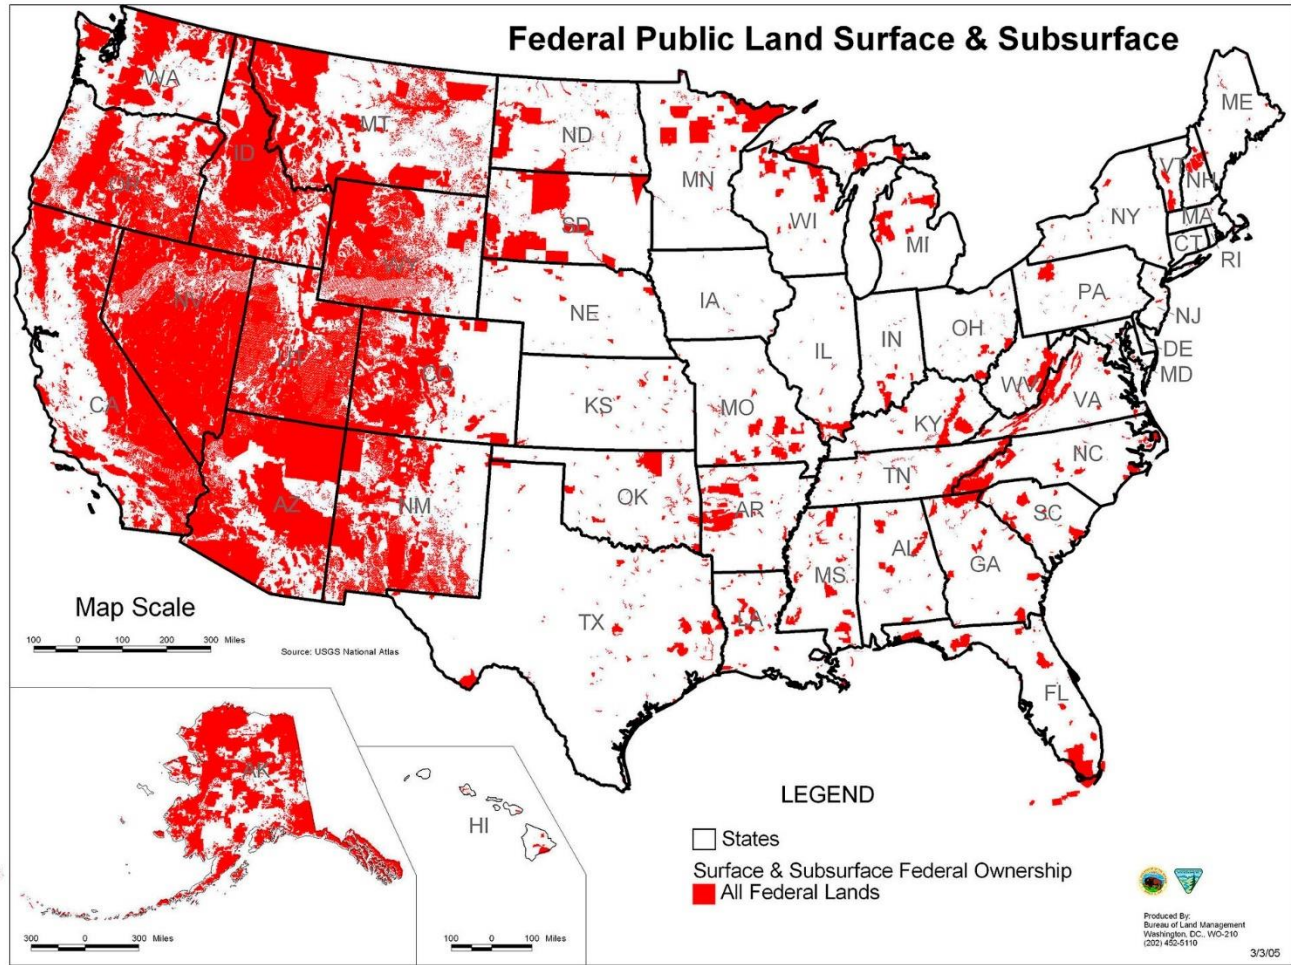 Federal Public Land Surface & Subsurface
WA
MT
ND
MN
ME
OR
ID
SD
WI
MI
VT
NH
NY
MA
CT
RI
WY
NV
NE
IA
PA
NJ
UT
CO
IL
IN
OH
DE
MD
CA
KS
MO
WV
KY
VA
AZ
NM
OK
AR
TN
NC
SC
MS
AL
GA
TX
LA
FL
Map Scale
100 0 100 200 300 Miles
Source: USGS National Atlas
AK
300 0 300 Miles
HI
100 0 100 Miles
LEGEND
States
Surface & Subsurface Federal Ownership
All Federal Lands
Produced By:
Bureau of Land Management
Washington, DC., WO-210
(202) 452-5110
3/3/05